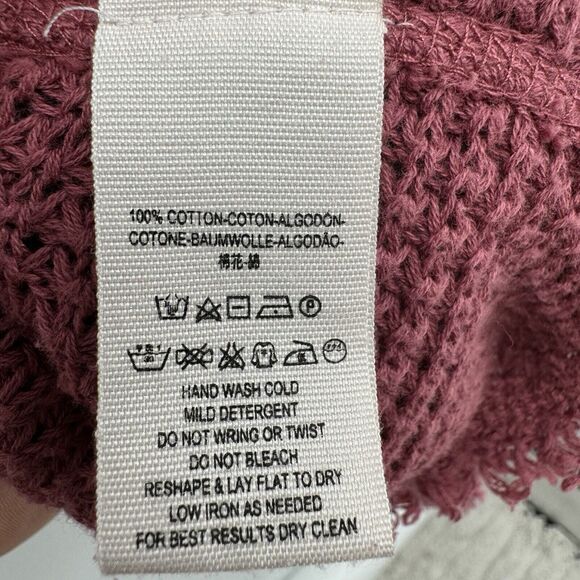 100% COTTON-COTON-ALGODÓN-
COTONE-BAUMWOLLE-ALGODÃO-
棉花-綿
HAND WASH COLD
MILD DETERGENT
DO NOT WRING OR TWIST
DO NOT BLEACH
RESHAPE & LAY FLAT TO DRY
LOW IRON AS NEEDED
FOR BEST RESULTS DRY CLEAN